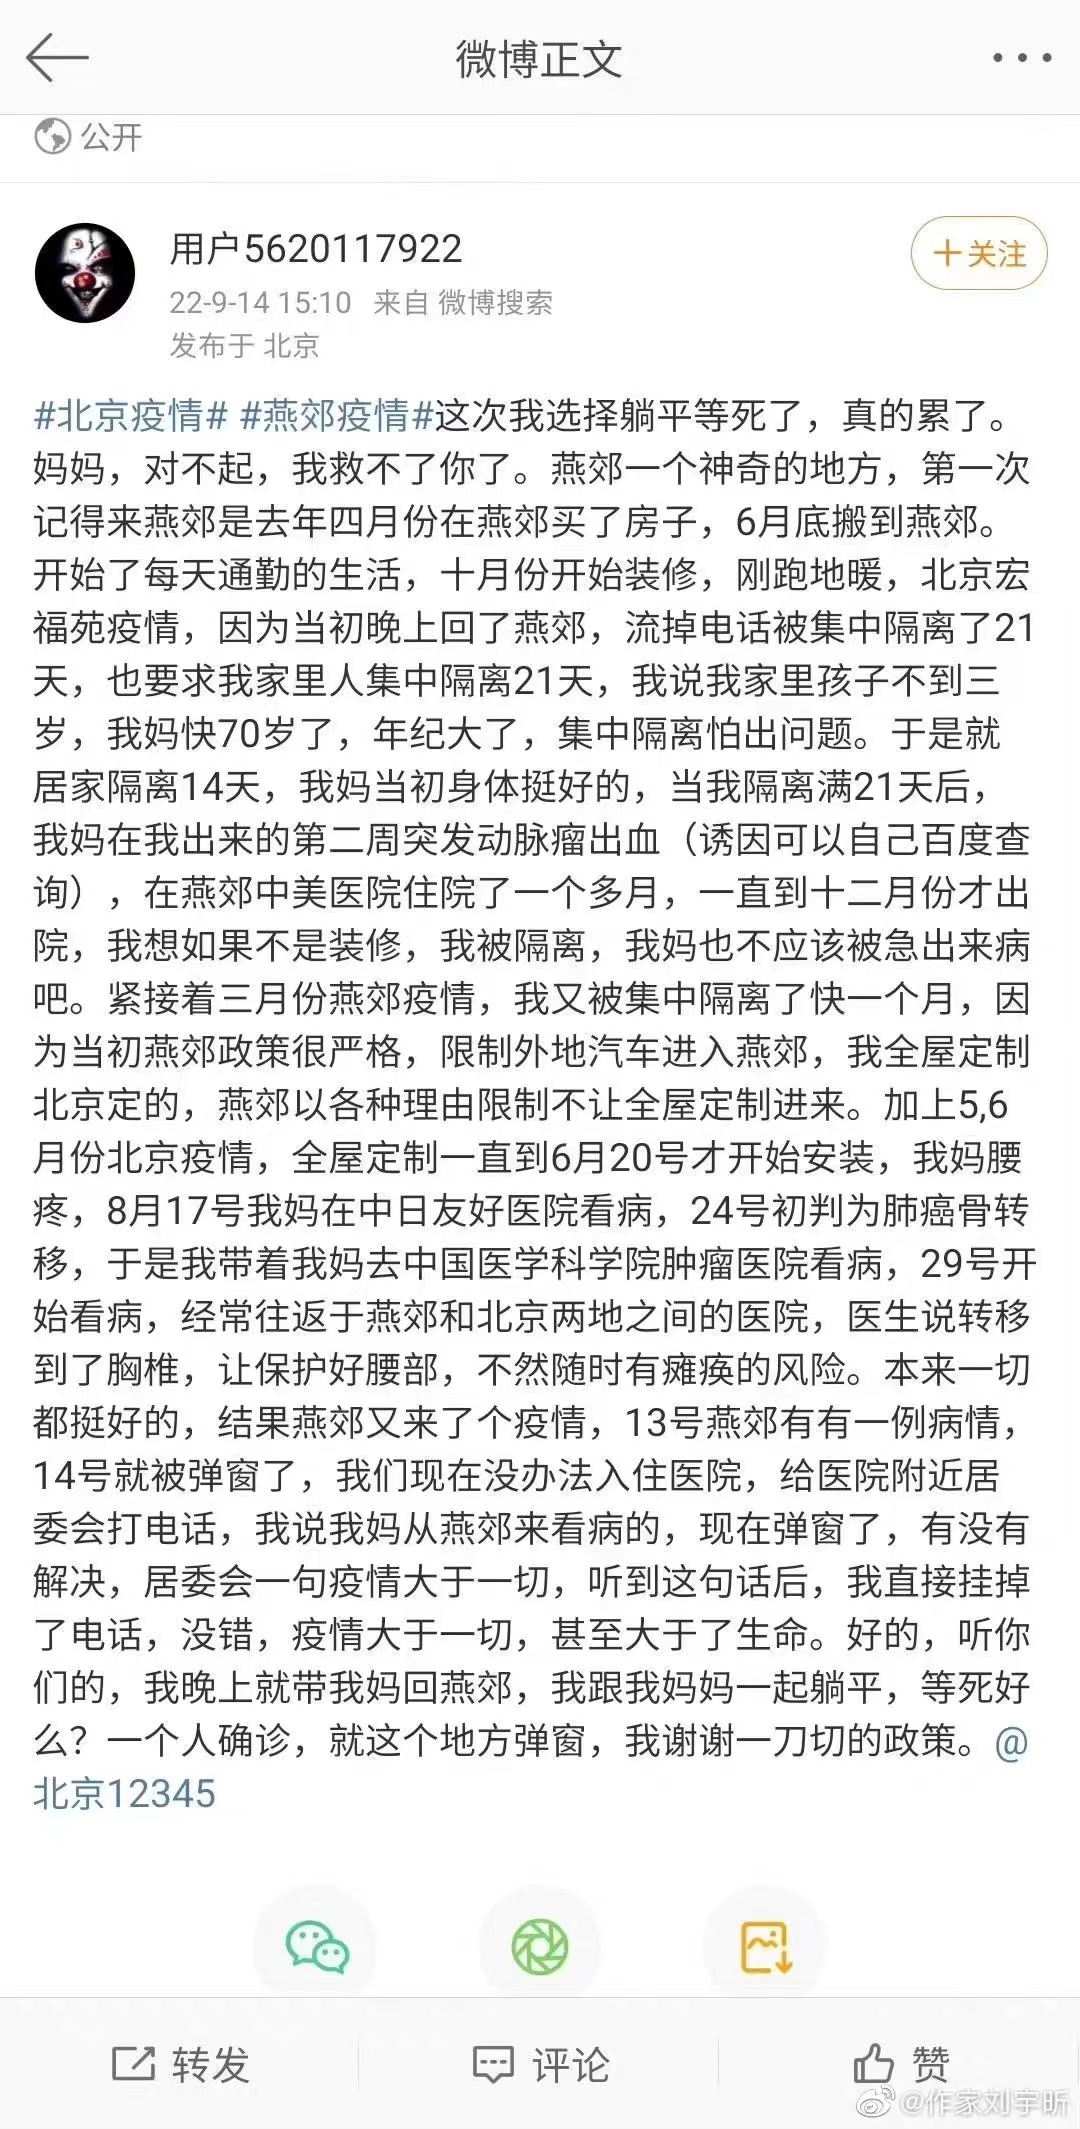 微博正文
公开
用户5620117922
+关注
22-9-14 15:10 来自 微博搜索
发布于 北京
#北京疫情# #燕郊疫情#这次我选择躺平等死了，真的累了。
妈妈，对不起，我救不了你了。燕郊一个神奇的地方，第一次
记得来燕郊是去年四月份在燕郊买了房子，6月底搬到燕郊。
开始了每天通勤的生活，十月份开始装修，刚跑地暖，北京宏
福苑疫情，因为当初晚上回了燕郊，流掉电话被集中隔离了21
天，也要求我家里人集中隔离21天，我说我家里孩子不到三
岁，我妈快70岁了，年纪大了，集中隔离怕出问题。于是就
居家隔离14天，我妈当初身体挺好的，当我隔离满21天后，
我妈在我出来的第二周突发动脉瘤出血（诱因可以自己百度查
询），在燕郊中美医院住院了一个多月，一直到十二月份才出
院，我想如果不是装修，我被隔离，我妈也不应该被急出来病
吧。紧接着三月份燕郊疫情，我又被集中隔离了快一个月，因
为当初燕郊政策很严格，限制外地汽车进入燕郊，我全屋定制
北京定的，燕郊以各种理由限制不让全屋定制进来。加上5,6
月份北京疫情，全屋定制一直到6月20号才开始安装，我妈腰
疼，8月17号我妈在中日友好医院看病，24号初判为肺癌骨转
移，于是我带着我妈去中国医学科学院肿瘤医院看病，29号开
始看病，经常往返于燕郊和北京两地之间的医院，医生说转移
到了胸椎，让保护好腰部，不然随时有瘫痪的风险。本来一切
都挺好的，结果燕郊又来了个疫情，13号燕郊有有一例病情，
14号就被弹窗了，我们现在没办法入住医院，给医院附近居
委会打电话，我说我妈从燕郊来看病的，现在弹窗了，有没有
解决，居委会一句疫情大于一切，听到这句话后，我直接挂掉
了电话，没错，疫情大于一切，甚至大于了生命。好的，听你
们的，我晚上就带我妈回燕郊，我跟我妈妈一起躺平，等死好
么？一个人确诊，就这个地方弹窗，我谢谢一刀切的政策。@
北京12345
转发
评论
赞
@作家刘宇昕